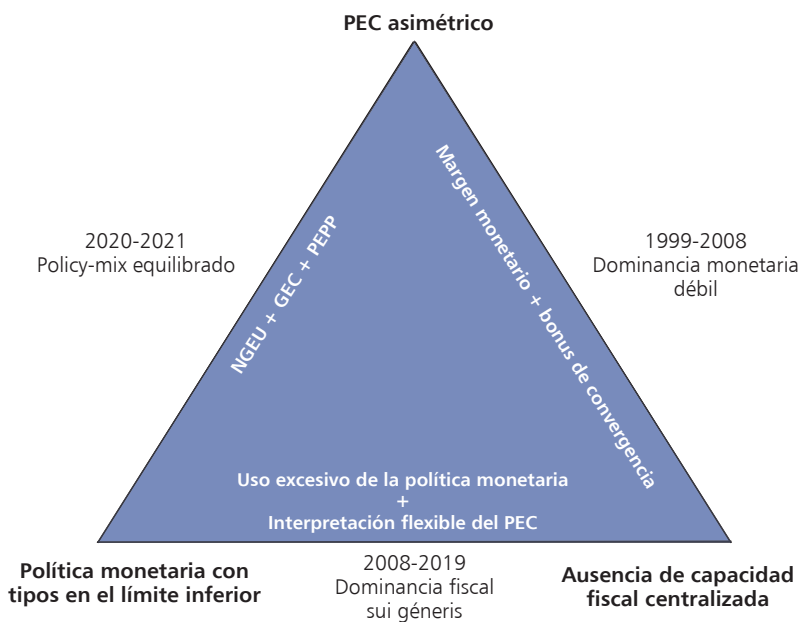 PEC asimétrico
2020-2021
Policy-mix equilibrado
NGEU + GEC + PEPP
Margen monetario + bonus de convergencia
1999-2008
Dominancia monetaria
débil
Uso excesivo de la política monetaria
+
Interpretación flexible del PEC
Política monetaria con
tipos en el límite inferior
2008-2019
Dominancia fiscal
sui géneris
Ausencia de capacidad
fiscal centralizada